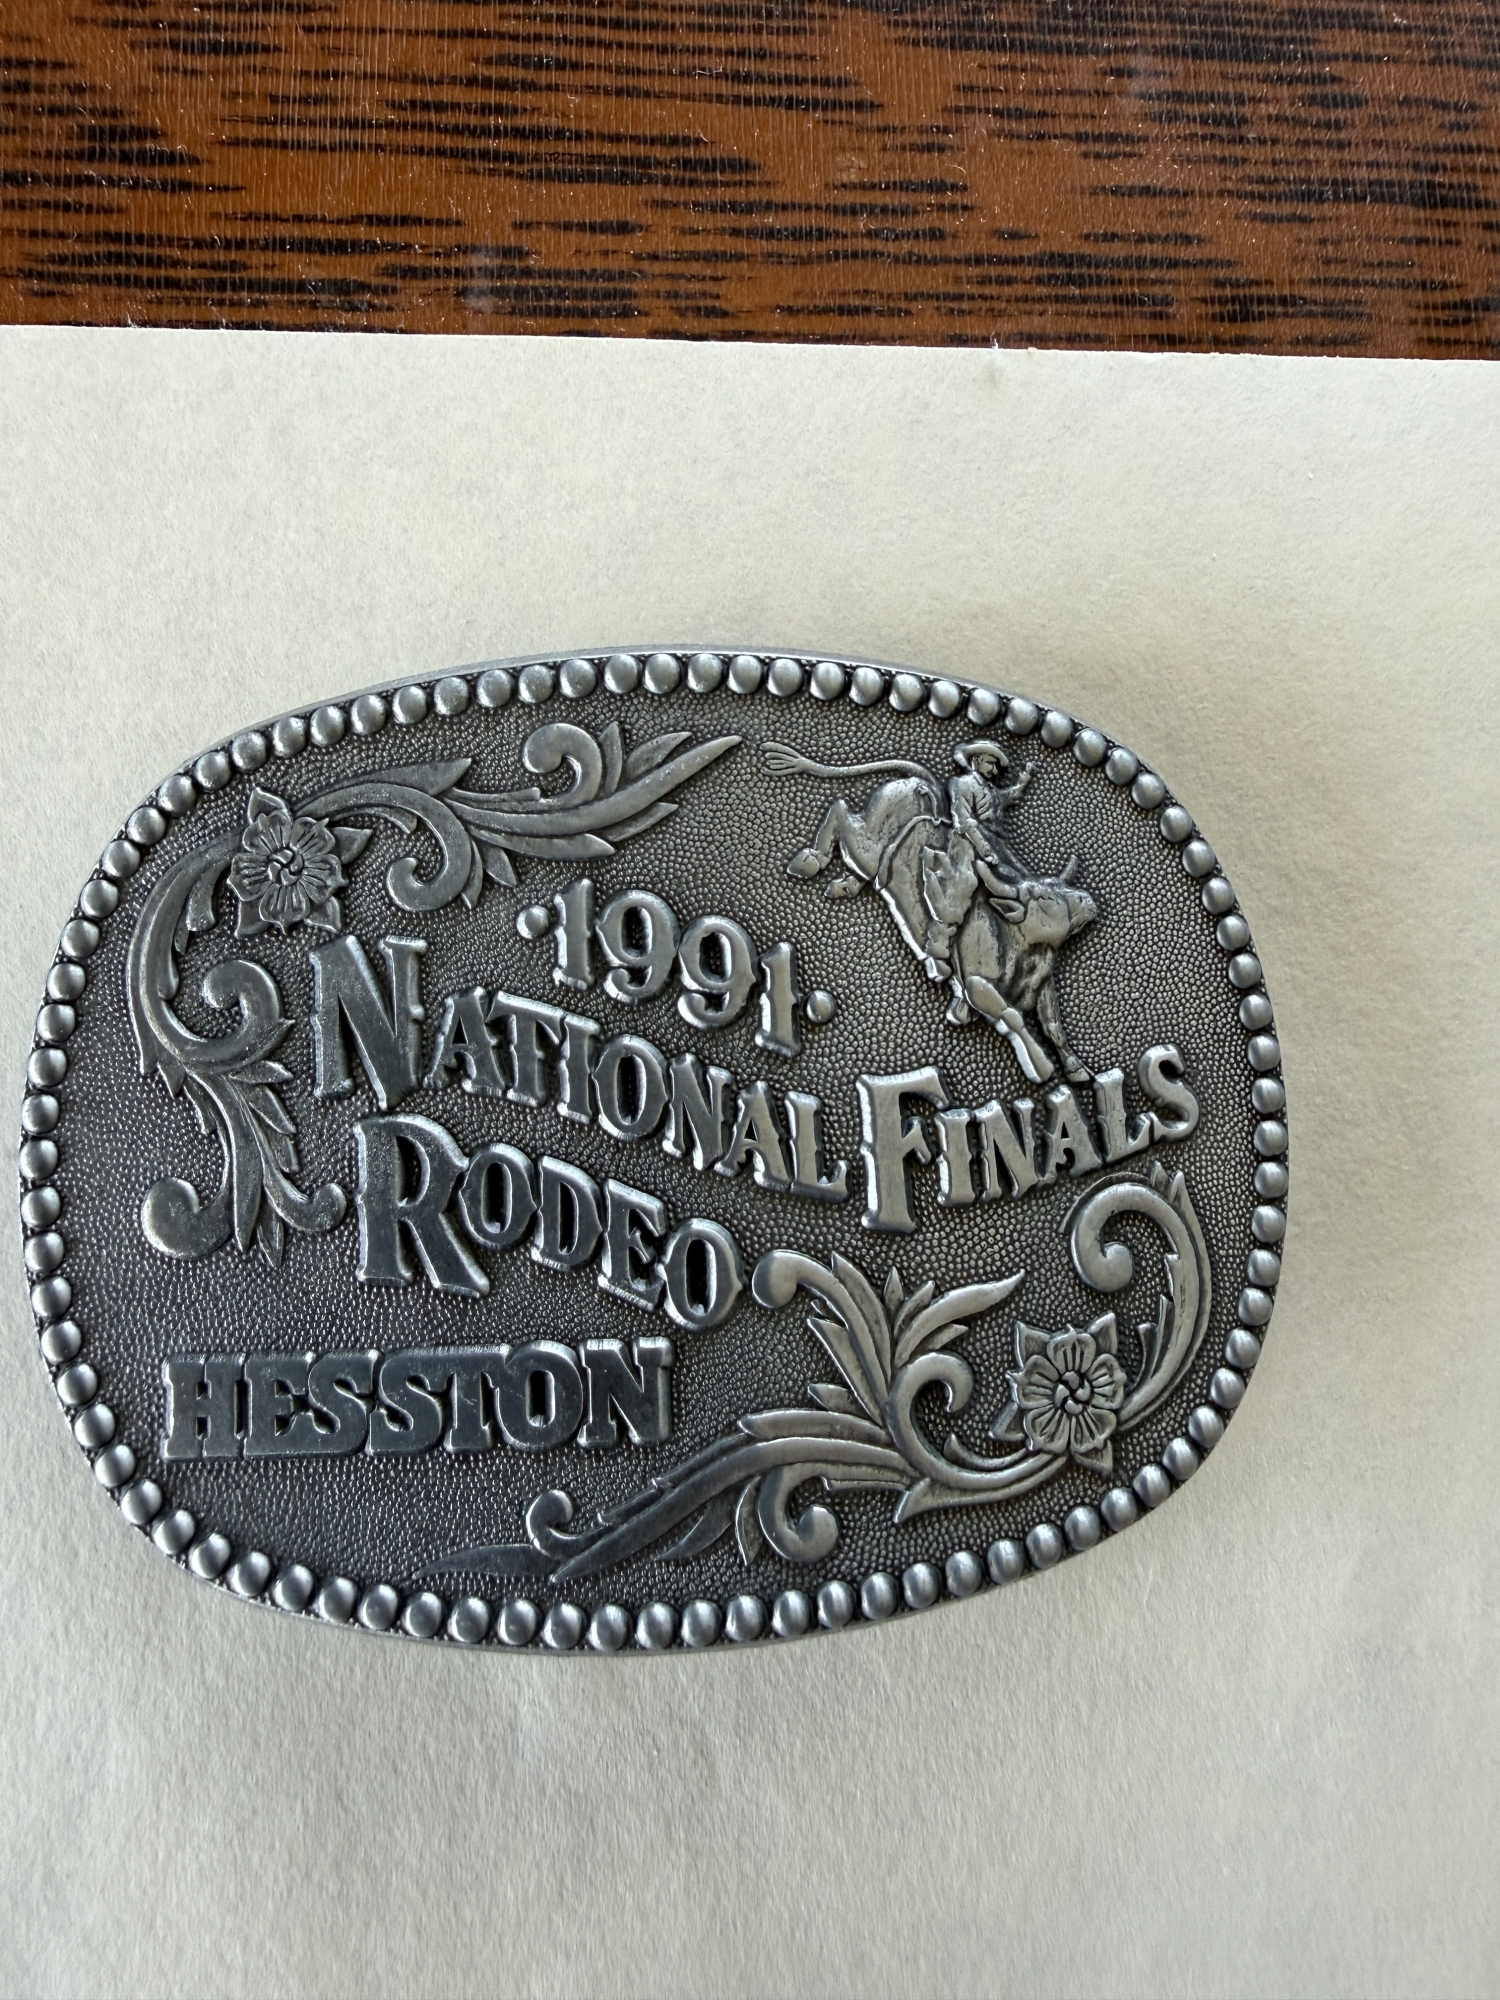 ·1991·
NATIONAL FINALS
RODEO
HESSTON